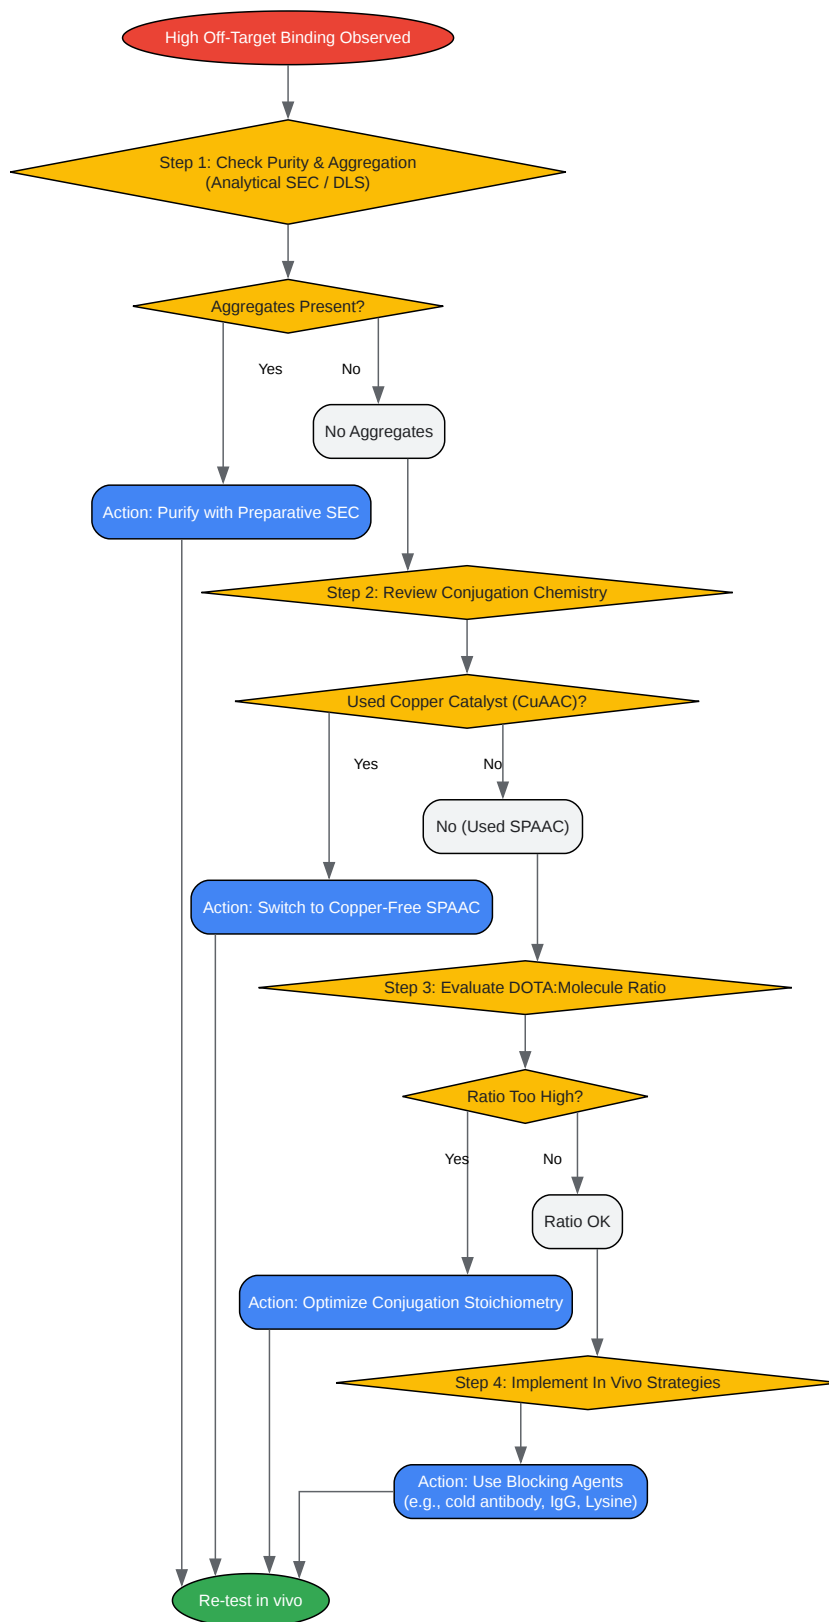 High Off-Target Binding Observed
Step 1: Check Purity & Aggregation
(Analytical SEC / DLS)
Aggregates Present?
Yes
No
No Aggregates
Action: Purify with Preparative SEC
Step 2: Review Conjugation Chemistry
Used Copper Catalyst (CuAAC)?
Yes
No
No (Used SPAAC)
Action: Switch to Copper-Free SPAAC
Step 3: Evaluate DOTA:Molecule Ratio
Ratio Too High?
Yes
No
Ratio OK
Action: Optimize Conjugation Stoichiometry
Step 4: Implement In Vivo Strategies
Action: Use Blocking Agents
(e.g., cold antibody, IgG, Lysine)
Re-test in vivo